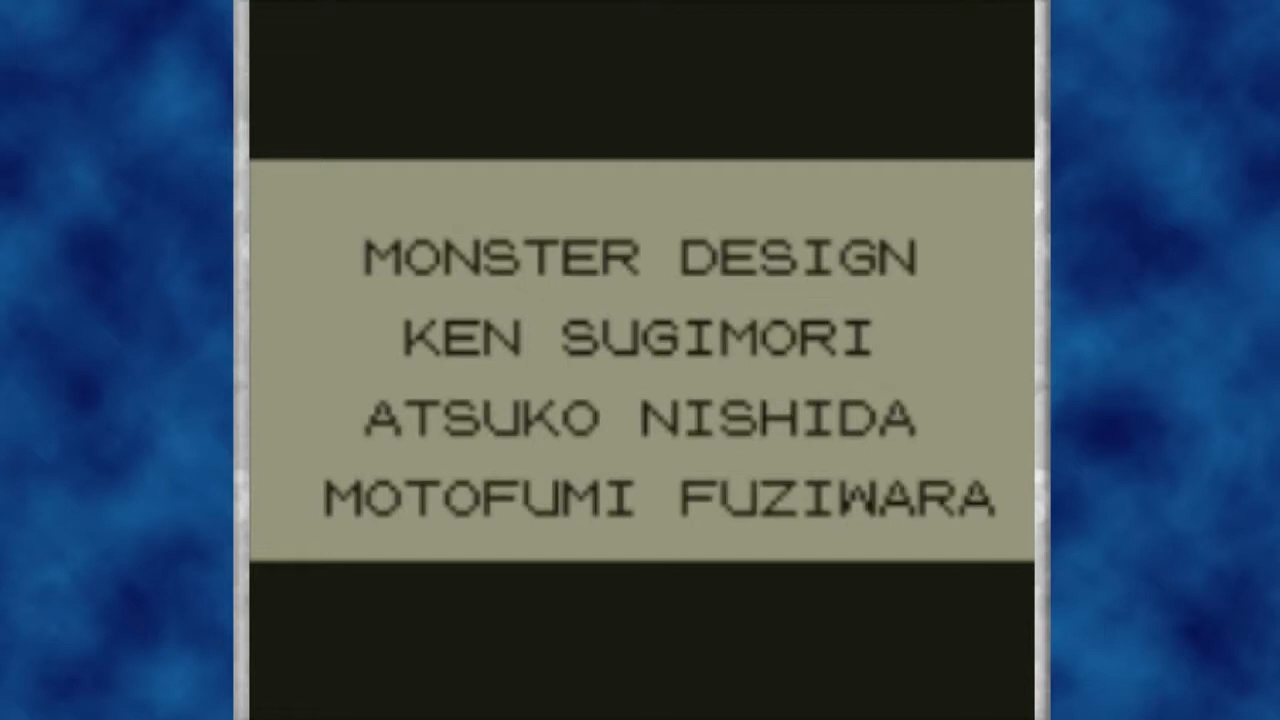 MONSTER DESIGN
KEN SUGIMORI
ATSUKO NISHIDA
MOTOFUMI FUZIWARA